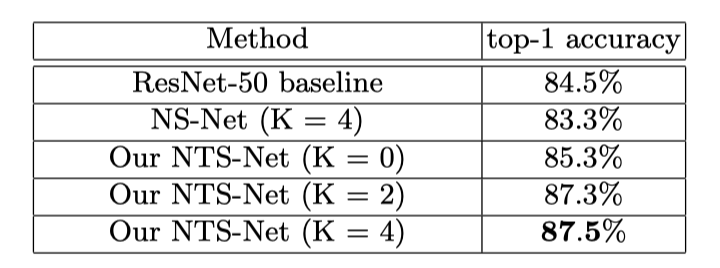 Method top-1 accuracy
ResNet-50 baseline 84.5%
NS-Net (K = 4) 83.3%
Our NTS-Net (K = 0) 85.3%
Our NTS-Net (K = 2) 87.3%
Our NTS-Net (K = 4) 87.5%